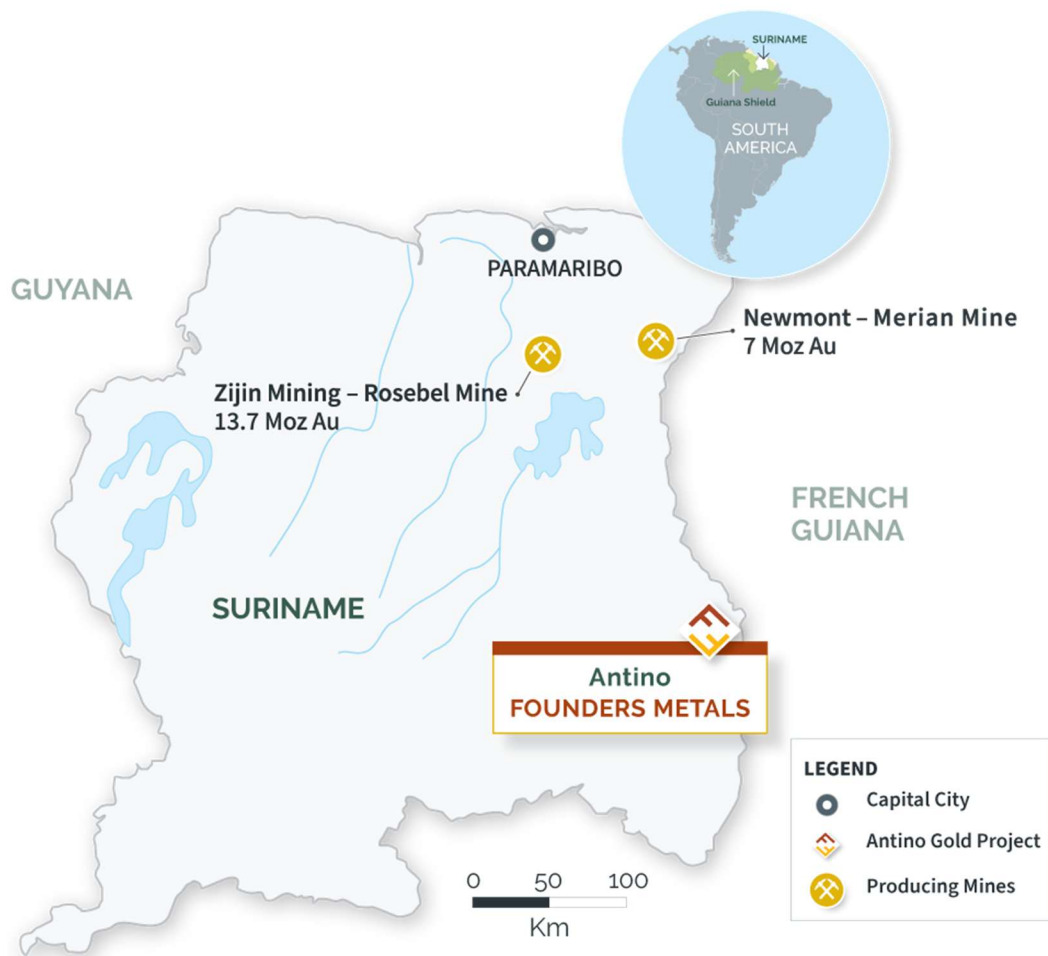 SURINAME
Guiana Shield
SOUTH
AMERICA
PARAMARIBO
GUYANA
Newmont – Merian Mine
7 Moz Au
Zijin Mining – Rosebel Mine
13.7 Moz Au
FRENCH
GUIANA
SURINAME
Antino
FOUNDERS METALS
LEGEND
Capital City
Antino Gold Project
Producing Mines
0 50 100
Km